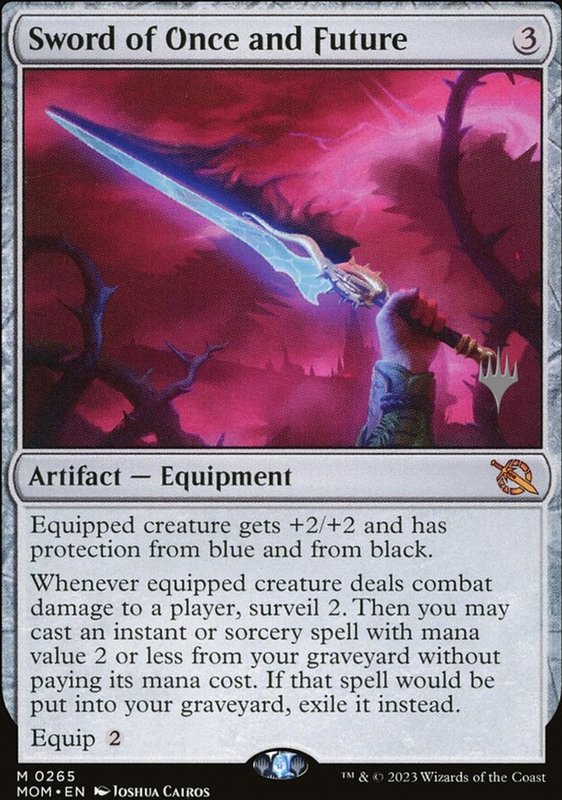 Sword of Once and Future 3
Artifact — Equipment
Equipped creature gets +2/+2 and has
protection from blue and from black.
Whenever equipped creature deals combat
damage to a player, surveil 2. Then you may
cast an instant or sorcery spell with mana
value 2 or less from your graveyard without
paying its mana cost. If that spell would be
put into your graveyard, exile it instead.
Equip 2
M 0265
MOM • EN Joshua Cairos
™ & © 2023 Wizards of the Coast